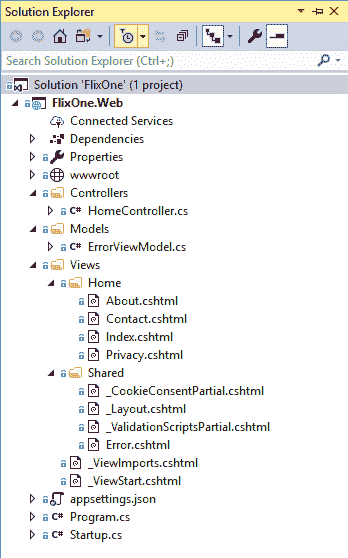 Solution Explorer
Search Solution Explorer (Ctrl+;)
Solution 'FlixOne' (1 project)
FlixOne.Web
Connected Services
Dependencies
Properties
wwwroot
Controllers
C# HomeController.cs
Models
C# ErrorViewModel.cs
Views
Home
About.cshtml
Contact.cshtml
Index.cshtml
Privacy.cshtml
Shared
_CookieConsentPartial.cshtml
_Layout.cshtml
_ValidationScriptsPartial.cshtml
Error.cshtml
_ViewImports.cshtml
_ViewStart.cshtml
appsettings.json
C# Program.cs
C# Startup.cs